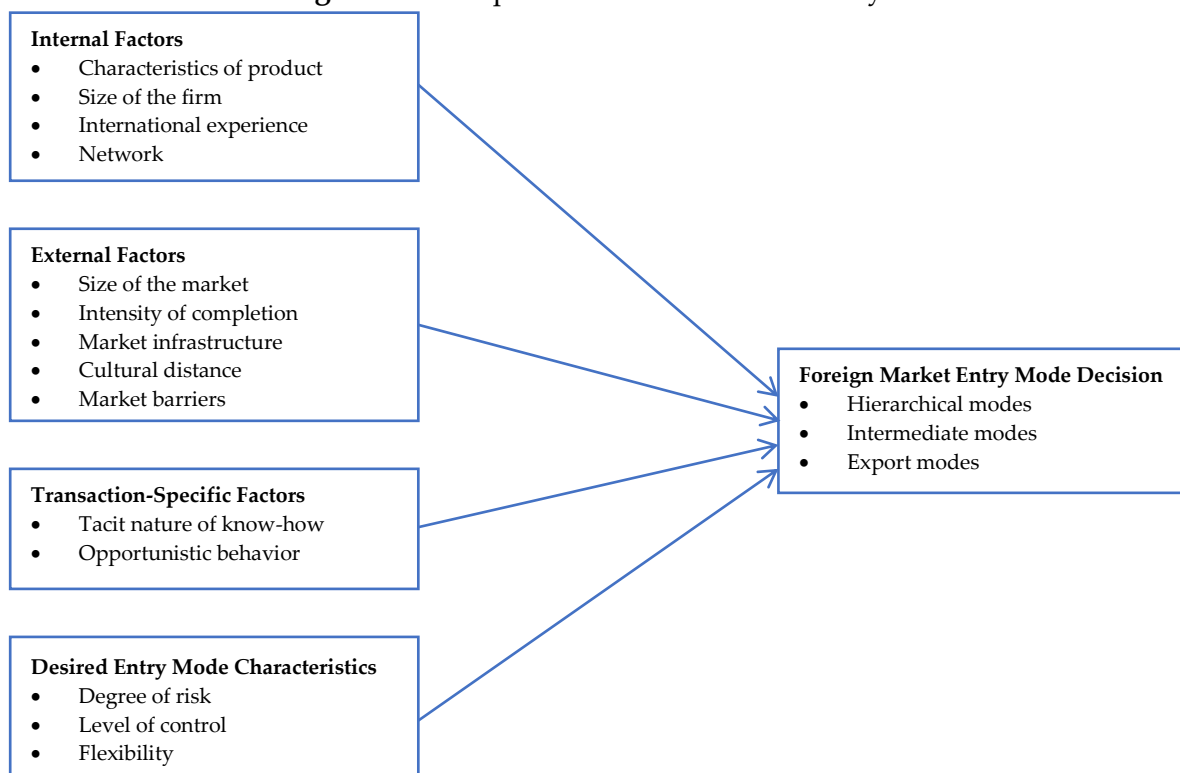 Internal Factors
• Characteristics of product
• Size of the firm
• International experience
• Network
External Factors
• Size of the market
• Intensity of completion
• Market infrastructure
• Cultural distance
• Market barriers
Transaction-Specific Factors
• Tacit nature of know-how
• Opportunistic behavior
Desired Entry Mode Characteristics
• Degree of risk
• Level of control
• Flexibility
Foreign Market Entry Mode Decision
• Hierarchical modes
• Intermediate modes
• Export modes